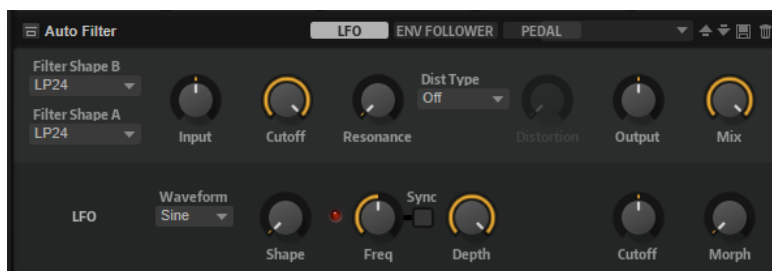 Auto Filter LFO ENV FOLLOWER PEDAL
Filter Shape B
LP24
Filter Shape A
LP24
Dist Type
Off
Input Cutoff Resonance Distortion Output Mix
LFO
Waveform
Sine
Sync
Shape Freq Depth Cutoff Morph